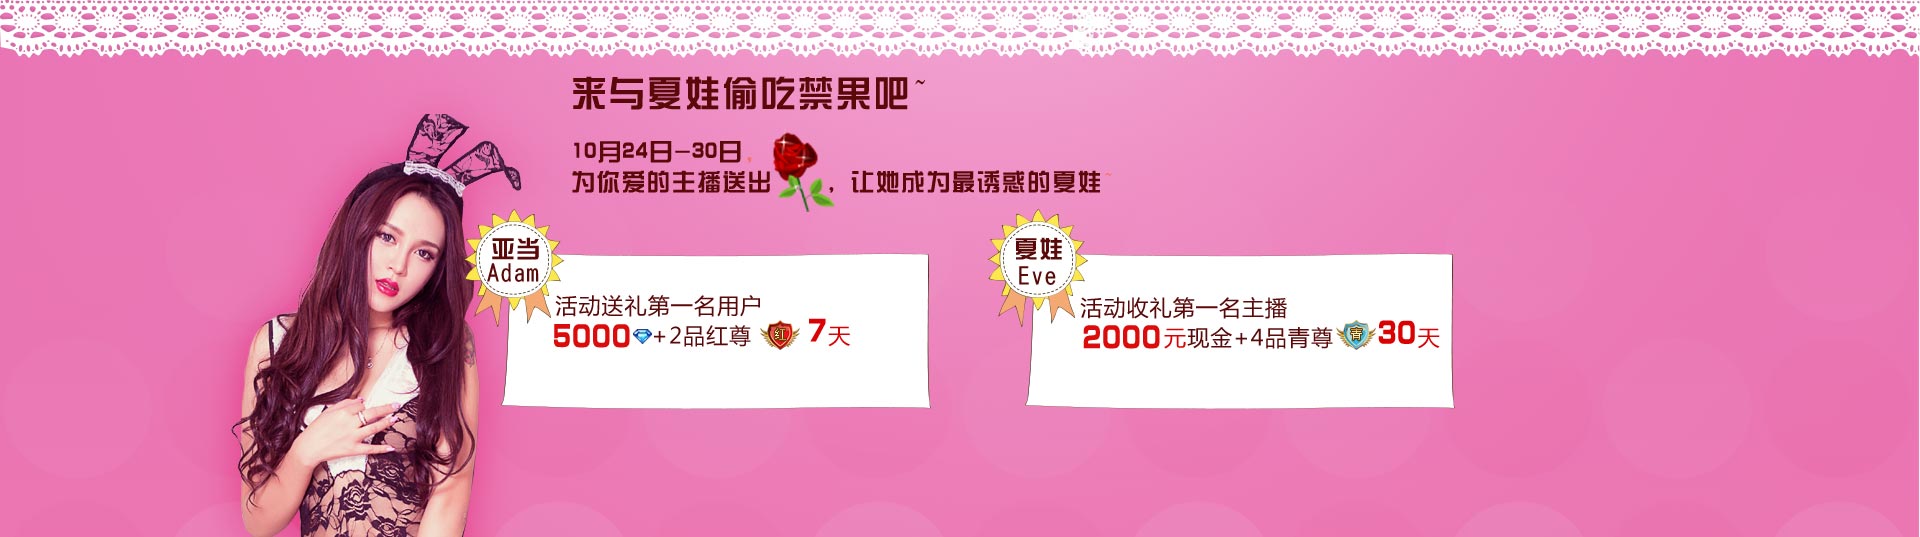 来与夏娃偷吃禁果吧~
10月24日-30日,
为你爱的主播送出,让她成为最诱惑的夏娃~
亚当
Adam
活动送礼第一名用户
5000+2品红尊 红 7天
夏娃
Eve
活动收礼第一名主播
2000元现金+4品青尊 青 30天